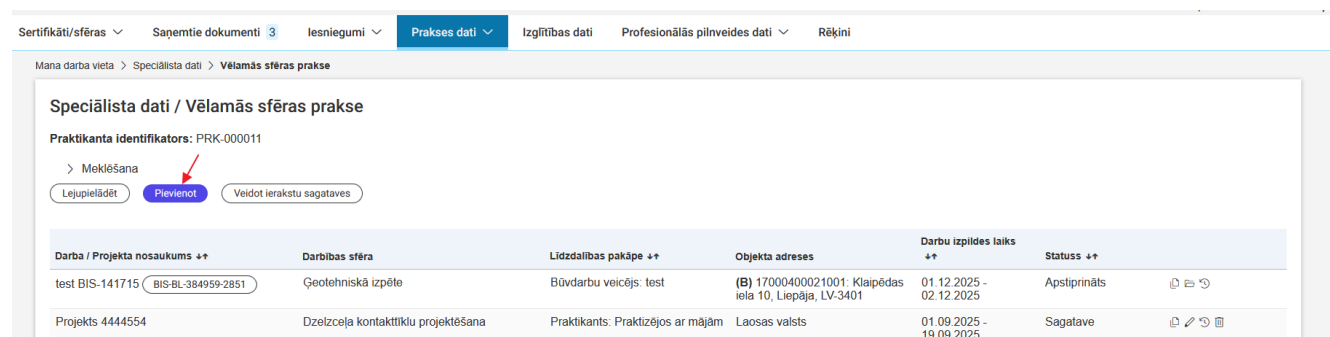 Sertifikāti/sfēras Saņemtie dokumenti 3 Iesniegumi Prakses dati Izglītības dati Profesionālās pilnveides dati Rēķini
Mana darba vieta > Speciālista dati > Vēlamās sfēras prakse
Speciālista dati / Vēlamās sfēras prakse
Praktikanta identifikators: PRK-000011
> Meklēšana
Lejupielādēt Pievienot Veidot ierakstu sagataves
Darba / Projekta nosaukums Darbības sfēra Līdzdalības pakāpe Objekta adreses Darbu izpildes laiks Statuss
test BIS-141715 BIS-BL-384959-2851 Ģeotehniskā izpēte Būvdarbu veicējs: test (B) 17000400021001: Klaipēdas 01.12.2025 - Apstiprināts
iela 10, Liepāja, LV-3401 02.12.2025
Projekts 4444554 Dzelzceļa kontakttīklu projektēšana Praktikants: Praktizējos ar mājām Laosas valsts 01.09.2025 - Sagatave
19.09.2025